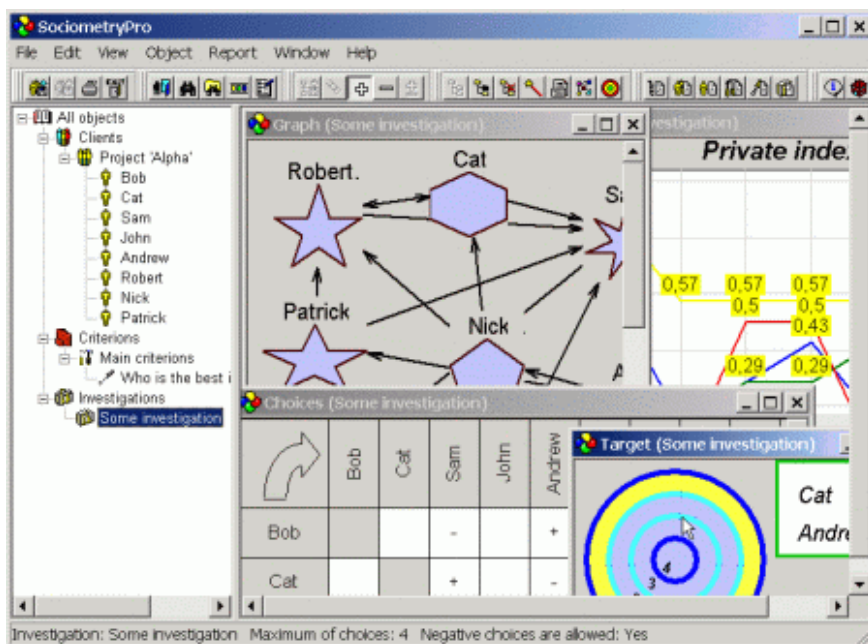 SociometryPro
File Edit View Object Report Window Help
All objects
Clients
Project 'Alpha'
Bob
Cat
Sam
John
Andrew
Robert
Nick
Patrick
Criterions
Main criterions
Who is the best i
Investigations
Some investigation
Graph (Some investigation)
Robert.
Cat
Sa
Patrick
Nick
A
vestigation)
Private index
0,57 0,57 0,57
0,5 0,5
0,43
0,29 0,29
Choices (Some investigation)
Bob Cat Sam John Andrew
Bob - +
Cat + -
Target (Some investigation)
4
3
Cat
Andre
Investigation: Some investigation Maximum of choices: 4 Negative choices are allowed: Yes